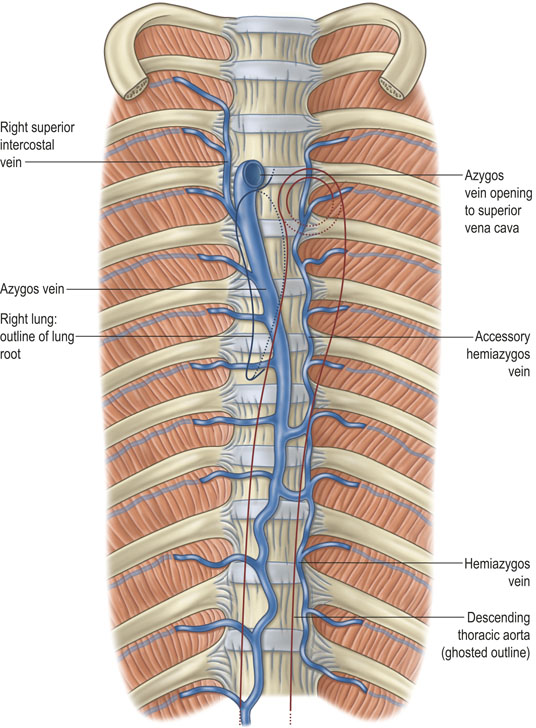 Right superior
intercostal
vein
Azygos
vein opening
to superior
vena cava
Azygos vein
Right lung:
outline of lung
root
Accessory
hemiazygos
vein
Hemiazygos
vein
Descending
thoracic aorta
(ghosted outline)